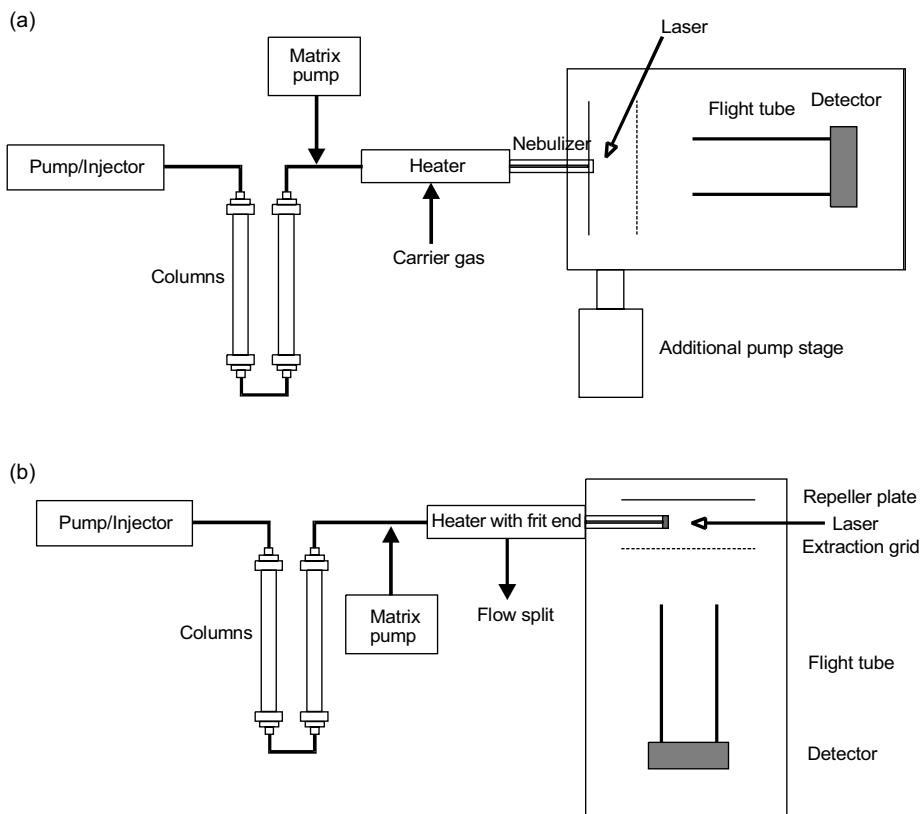 (a)
Laser
Matrix
pump
Flight tube
Detector
Nebulizer
Pump/Injector
Heater
Carrier gas
Columns
Additional pump stage
(b)
Repeller plate
Pump/Injector
Heater with frit end
Laser
Extraction grid
Matrix
pump
Flow split
Columns
Flight tube
Detector